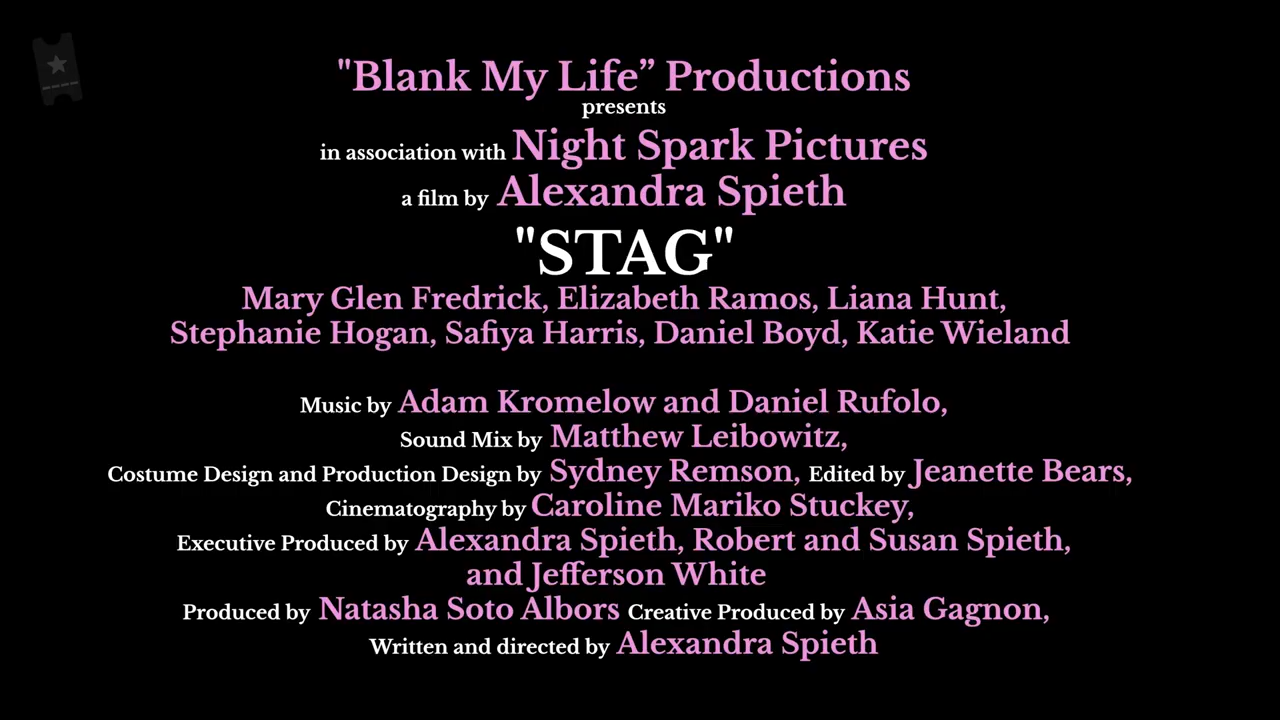 "Blank My Life” Productions
presents
in association with Night Spark Pictures
a film by Alexandra Spieth
"STAG"
Mary Glen Fredrick, Elizabeth Ramos, Liana Hunt,
Stephanie Hogan, Safiya Harris, Daniel Boyd, Katie Wieland
Music by Adam Kromelow and Daniel Rufolo,
Sound Mix by Matthew Leibowitz,
Costume Design and Production Design by Sydney Remson, Edited by Jeanette Bears,
Cinematography by Caroline Mariko Stuckey,
Executive Produced by Alexandra Spieth, Robert and Susan Spieth,
and Jefferson White
Produced by Natasha Soto Albors Creative Produced by Asia Gagnon,
Written and directed by Alexandra Spieth